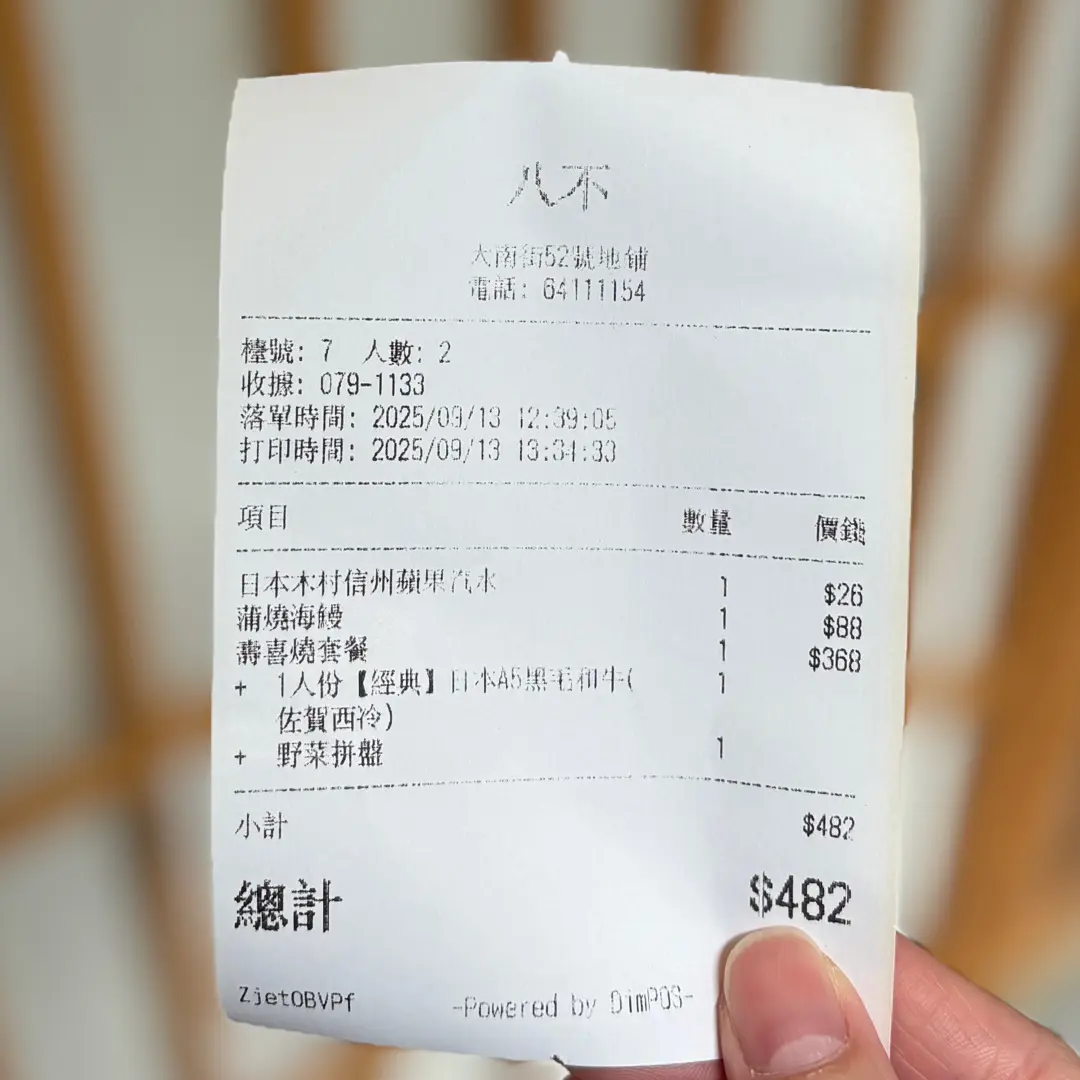 八不
大南街52號地鋪
電話: 64111154
檯號: 7 人數: 2
收據: 079-1133
落單時間: 2025/09/13 12:39:05
打印時間: 2025/09/13 13:34:33
項目 數量 價錢
日本木村信州蘋果汽水 1 $26
蒲燒海鰻 1 $88
壽喜燒套餐 1 $368
+ 1人份【經典】日本A5黑毛和牛( 1
佐賀西冷)
+ 野菜拼盤 1
小計 $482
總計 $482
ZjetOBVPf -Powered by DimPOS-